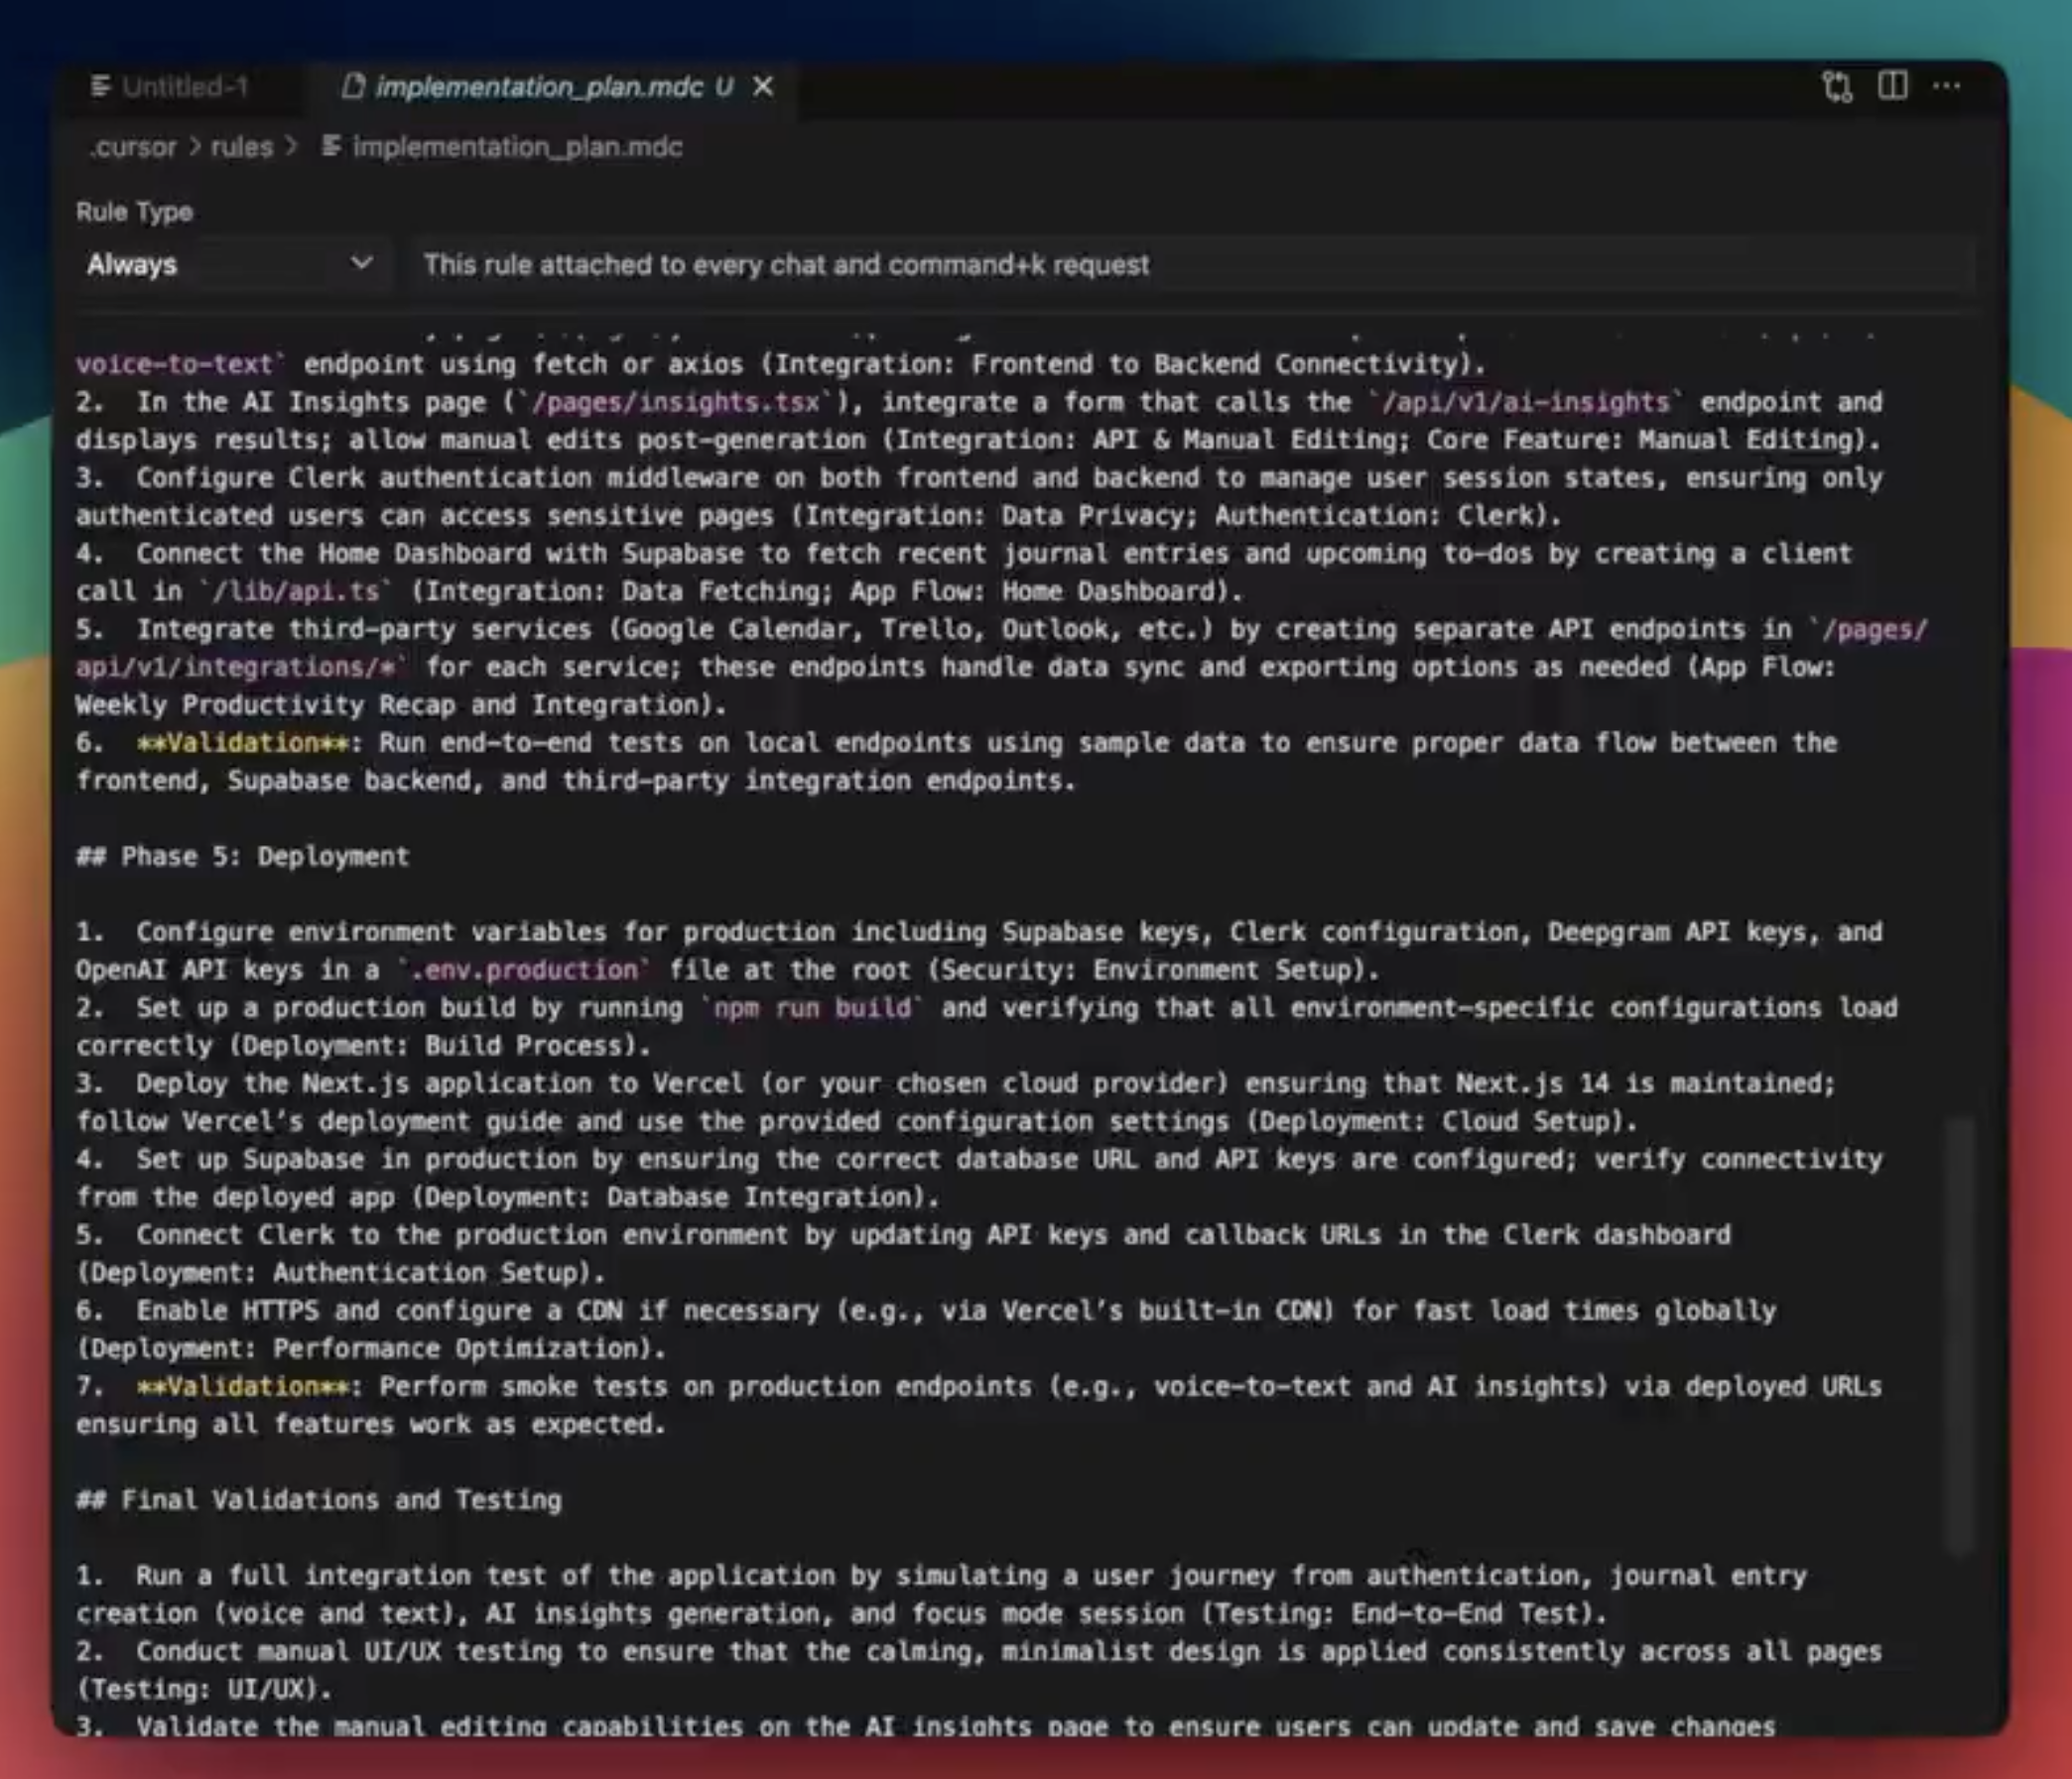 Untitled-1
implementation_plan.mdc U
.cursor > rules > implementation_plan.mdc
Rule Type
Always
This rule attached to every chat and command+k request
voice-to-text` endpoint using fetch or axios (Integration: Frontend to Backend Connectivity).
2. In the AI Insights page (`/pages/insights.tsx`), integrate a form that calls the `/api/v1/ai-insights` endpoint and
displays results; allow manual edits post-generation (Integration: API & Manual Editing; Core Feature: Manual Editing).
3. Configure Clerk authentication middleware on both frontend and backend to manage user session states, ensuring only
authenticated users can access sensitive pages (Integration: Data Privacy; Authentication: Clerk).
4. Connect the Home Dashboard with Supabase to fetch recent journal entries and upcoming to-dos by creating a client
call in `/lib/api.ts` (Integration: Data Fetching; App Flow: Home Dashboard).
5. Integrate third-party services (Google Calendar, Trello, Outlook, etc.) by creating separate API endpoints in `/pages/
api/v1/integrations/*` for each service; these endpoints handle data sync and exporting options as needed (App Flow:
Weekly Productivity Recap and Integration).
6. **Validation**: Run end-to-end tests on local endpoints using sample data to ensure proper data flow between the
frontend, Supabase backend, and third-party integration endpoints.
## Phase 5: Deployment
1. Configure environment variables for production including Supabase keys, Clerk configuration, Deepgram API keys, and
OpenAI API keys in a `.env.production` file at the root (Security: Environment Setup).
2. Set up a production build by running `npm run build` and verifying that all environment-specific configurations load
correctly (Deployment: Build Process).
3. Deploy the Next.js application to Vercel (or your chosen cloud provider) ensuring that Next.js 14 is maintained;
follow Vercel’s deployment guide and use the provided configuration settings (Deployment: Cloud Setup).
4. Set up Supabase in production by ensuring the correct database URL and API keys are configured; verify connectivity
from the deployed app (Deployment: Database Integration).
5. Connect Clerk to the production environment by updating API keys and callback URLs in the Clerk dashboard
(Deployment: Authentication Setup).
6. Enable HTTPS and configure a CDN if necessary (e.g., via Vercel’s built-in CDN) for fast load times globally
(Deployment: Performance Optimization).
7. **Validation**: Perform smoke tests on production endpoints (e.g., voice-to-text and AI insights) via deployed URLs
ensuring all features work as expected.
## Final Validations and Testing
1. Run a full integration test of the application by simulating a user journey from authentication, journal entry
creation (voice and text), AI insights generation, and focus mode session (Testing: End-to-End Test).
2. Conduct manual UI/UX testing to ensure that the calming, minimalist design is applied consistently across all pages
(Testing: UI/UX).
3. Validate the manual editing capabilities on the AI insights page to ensure users can update and save changes